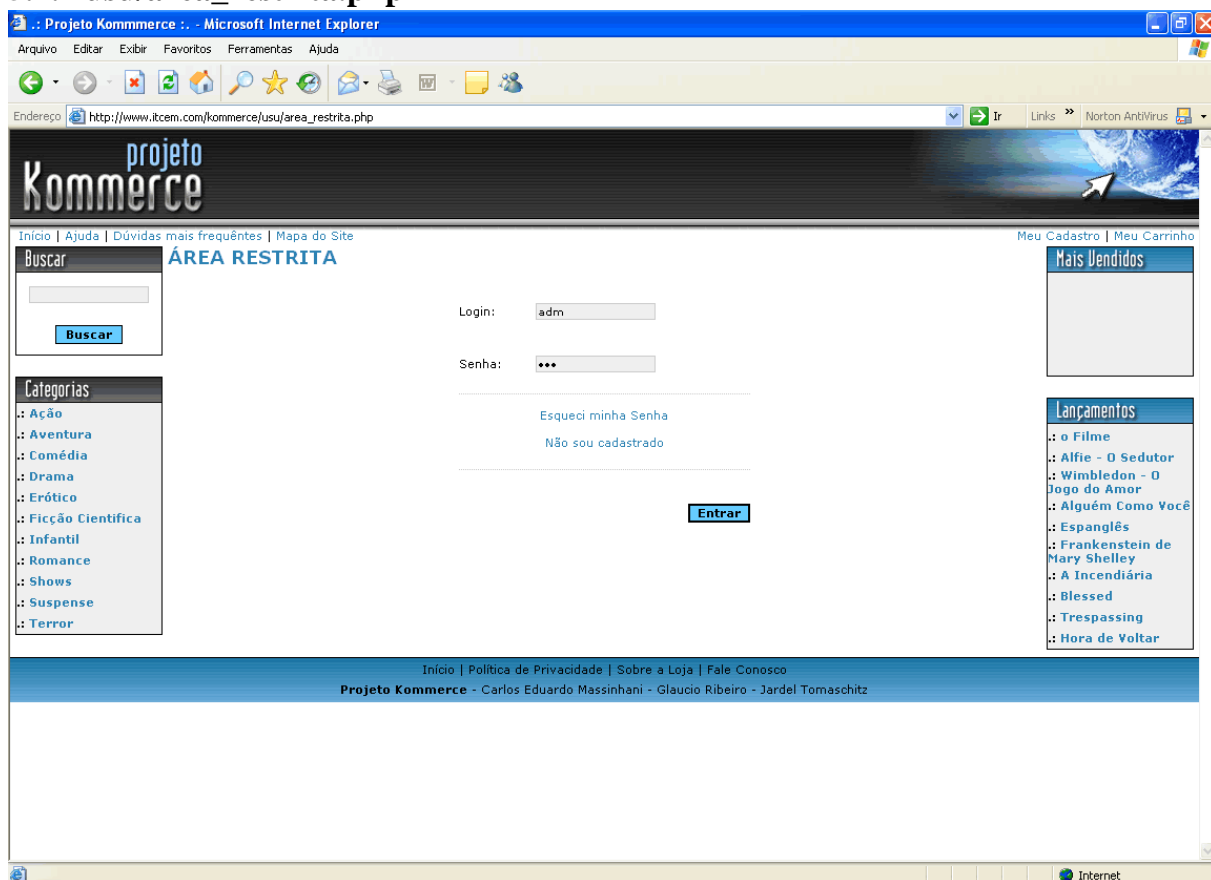 .: Projeto Kommmerce :. - Microsoft Internet Explorer
Arquivo Editar Exibir Favoritos Ferramentas Ajuda
Endereço http://www.itcem.com/kommerce/usu/area_restrita.php Ir Links » Norton AntiVirus
projeto
Kommerce
Início | Ajuda | Dúvidas mais frequêntes | Mapa do Site
Meu Cadastro | Meu Carrinho
Buscar
Buscar
Categorias
.: Ação
.: Aventura
.: Comédia
.: Drama
.: Erótico
.: Ficção Científica
.: Infantil
.: Romance
.: Shows
.: Suspense
.: Terror
ÁREA RESTRITA
Login: adm
Senha: •••
Esqueci minha Senha
Não sou cadastrado
Entrar
Mais Vendidos
Lançamentos
.: o Filme
.: Alfie - O Sedutor
.: Wimbledon - O
Jogo do Amor
.: Alguém Como Você
.: Espanglês
.: Frankenstein de
Mary Shelley
.: A Incendiária
.: Blessed
.: Trespassing
.: Hora de Voltar
Início | Política de Privacidade | Sobre a Loja | Fale Conosco
Projeto Kommerce - Carlos Eduardo Massinhani - Glaucio Ribeiro - Jardel Tomaschitz
Internet